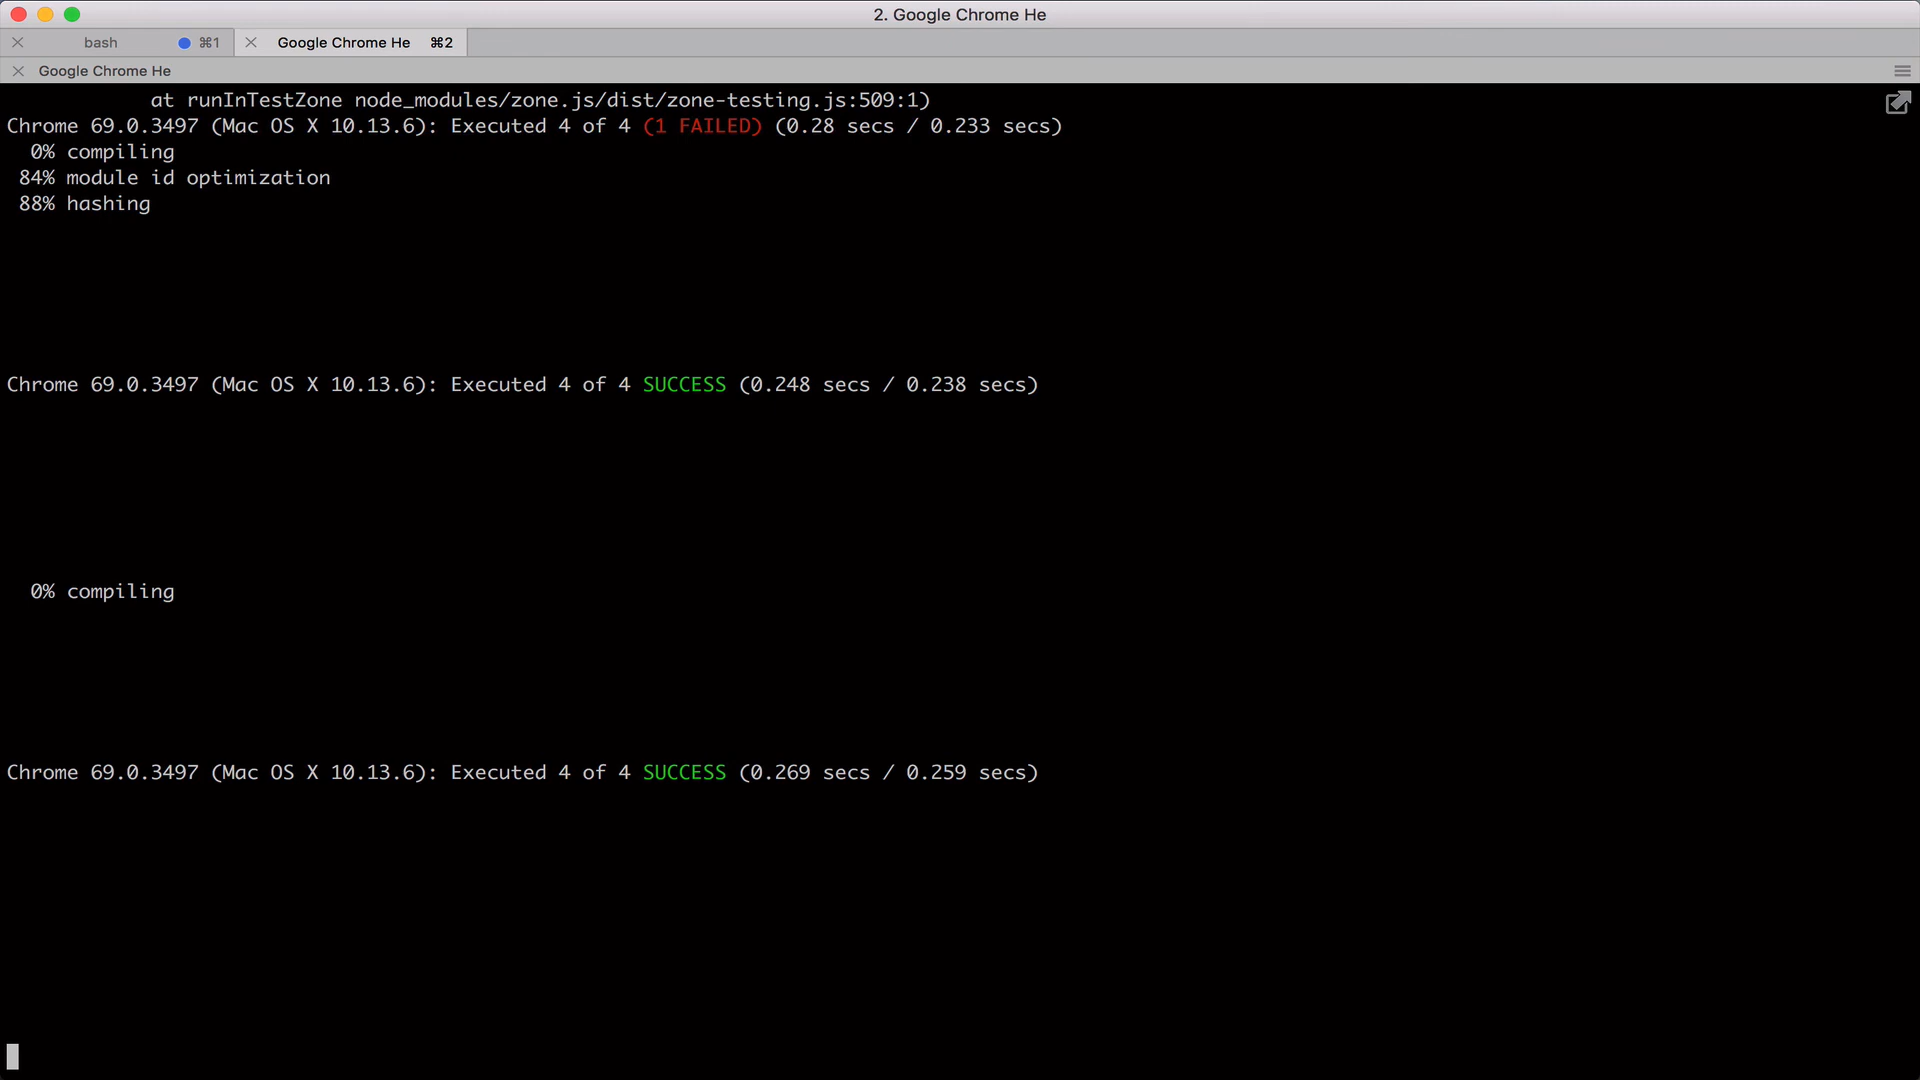 2. Google Chrome He
bash ⌘1 Google Chrome He ⌘2
Google Chrome He
at runInTestZone node_modules/zone.js/dist/zone-testing.js:509:1)
Chrome 69.0.3497 (Mac OS X 10.13.6): Executed 4 of 4 (1 FAILED) (0.28 secs / 0.233 secs)
0% compiling
84% module id optimization
88% hashing
Chrome 69.0.3497 (Mac OS X 10.13.6): Executed 4 of 4 SUCCESS (0.248 secs / 0.238 secs)
0% compiling
Chrome 69.0.3497 (Mac OS X 10.13.6): Executed 4 of 4 SUCCESS (0.269 secs / 0.259 secs)